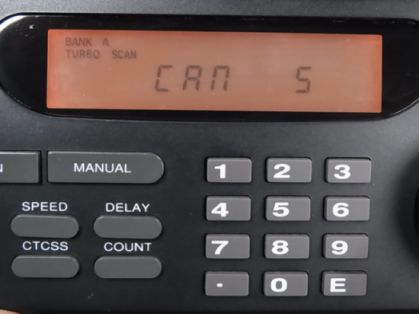 BANK A
TURBO SCAN
CAN 5
N MANUAL
1 2 3
SPEED DELAY
4 5 6
CTCSS COUNT
7 8 9
· 0 E